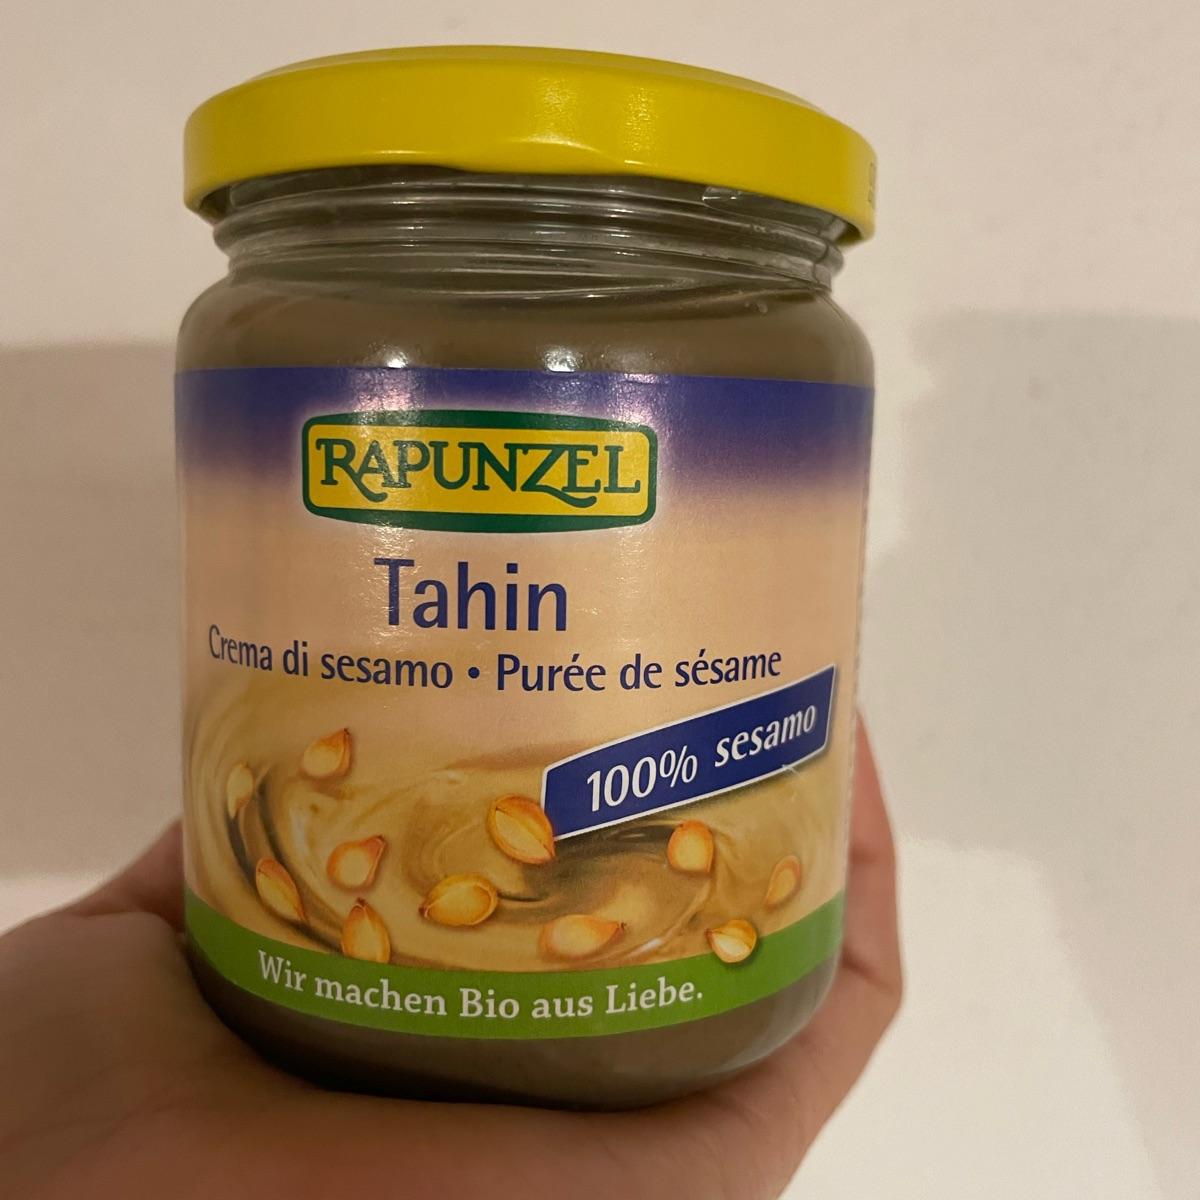 RAPUNZEL
Tahin
Crema di sesamo • Purée de sésame
100% sesamo
Wir machen Bio aus Liebe.